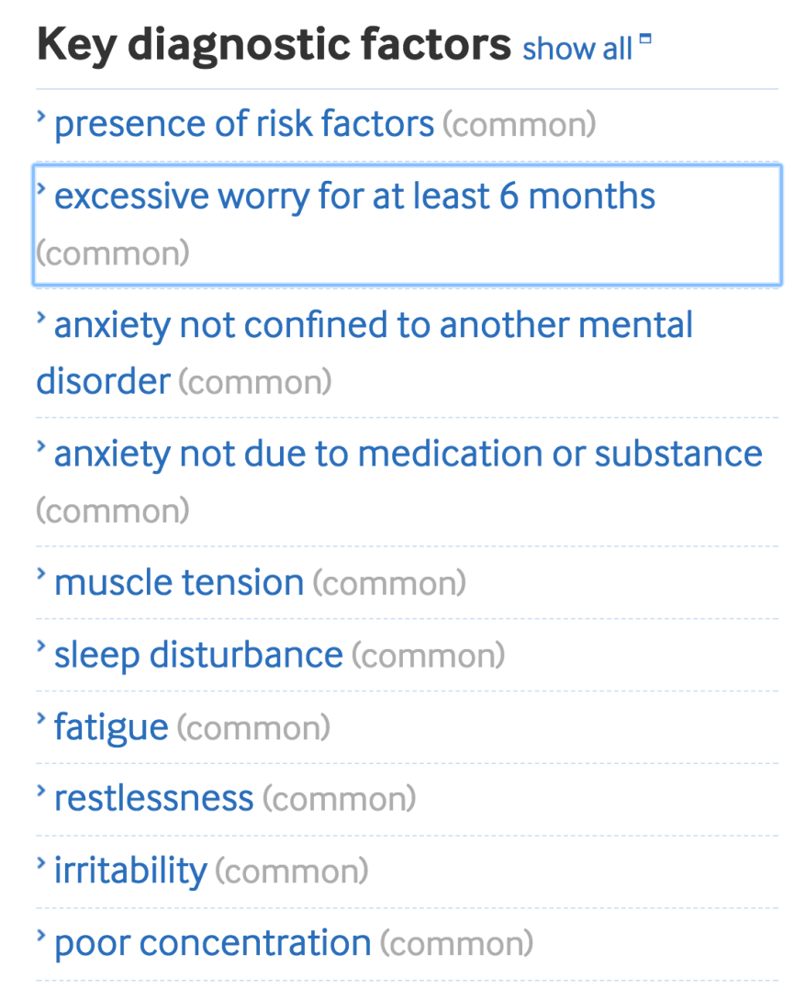 Key diagnostic factors show all
presence of risk factors (common)
excessive worry for at least 6 months
(common)
anxiety not confined to another mental
disorder (common)
anxiety not due to medication or substance
(common)
muscle tension (common)
sleep disturbance (common)
fatigue (common)
restlessness (common)
irritability (common)
poor concentration (common)